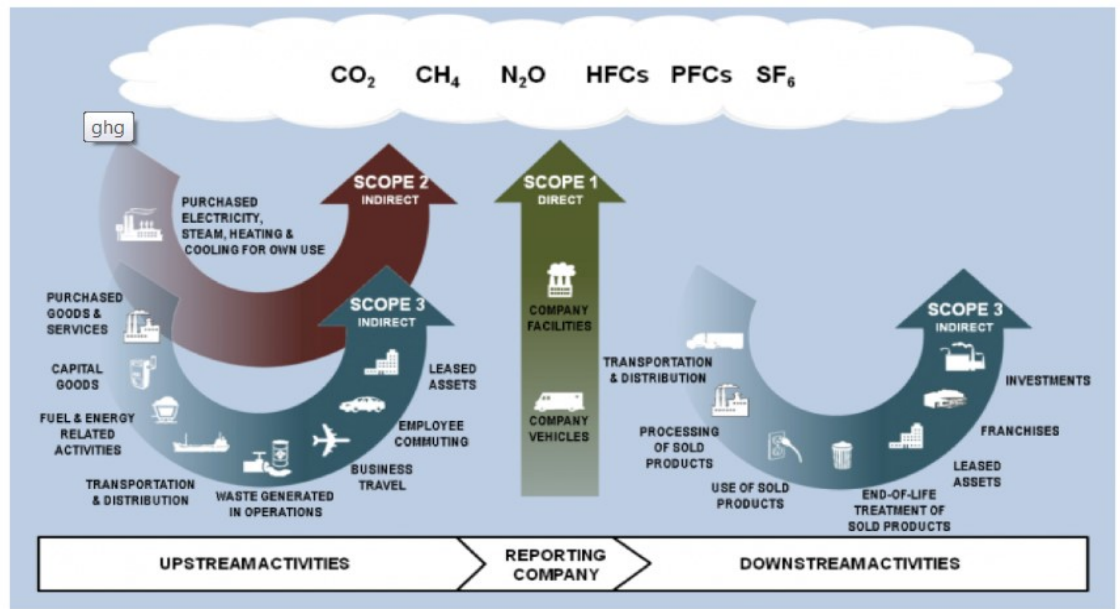 CO₂ CH₄ N₂O HFCs PFCs SF₆
ghg
SCOPE 2
INDIRECT
PURCHASED
ELECTRICITY,
STEAM, HEATING &
COOLING FOR OWN USE
SCOPE 1
DIRECT
COMPANY
FACILITIES
COMPANY
VEHICLES
SCOPE 3
INDIRECT
PURCHASED
GOODS &
SERVICES
CAPITAL
GOODS
FUEL & ENERGY
RELATED
ACTIVITIES
TRANSPORTATION
& DISTRIBUTION
WASTE GENERATED
IN OPERATIONS
BUSINESS
TRAVEL
EMPLOYEE
COMMUTING
LEASED
ASSETS
SCOPE 3
INDIRECT
TRANSPORTATION
& DISTRIBUTION
PROCESSING
OF SOLD
PRODUCTS
USE OF SOLD
PRODUCTS
END-OF-LIFE
TREATMENT OF
SOLD PRODUCTS
LEASED
ASSETS
FRANCHISES
INVESTMENTS
UPSTREAMACTIVITIES
REPORTING
COMPANY
DOWNSTREAMACTIVITIES